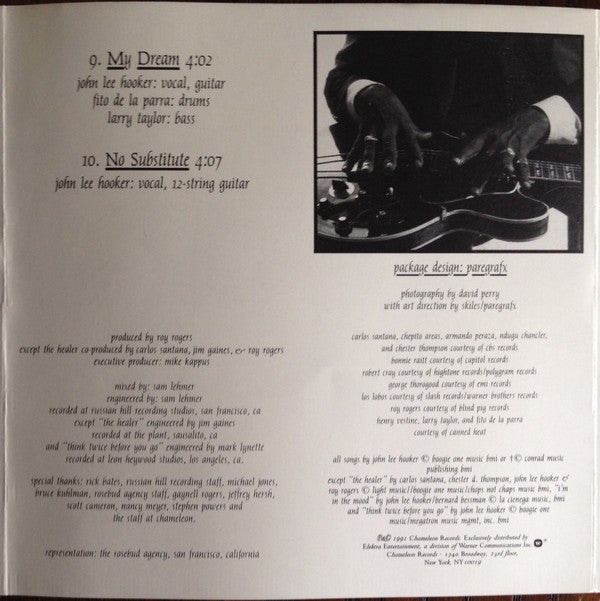 9. My Dream 4:02
john lee hooker: vocal, guitar
fito de la parra: drums
larry taylor: bass
10. No Substitute 4:07
john lee hooker: vocal, 12-string guitar
produced by roy rogers
except the healer co-produced by carlos santana, jim gaines, & roy rogers
executive producer: mike kappus
mixed by: sam lehmer
engineered by: sam lehmer
recorded at russian hill recording studios, san francisco, ca
except "the healer" engineered by jim gaines
recorded at the plant, sausalito, ca
and "think twice before you go" engineered by mark lynette
recorded at leon heywood studios, los angeles, ca.
special thanks: rick bates, russian hill recording staff, michael jones,
bruce kuhlman, rosebud agency staff, gaynell rogers, jeffrey hersh,
scott cameron, nancy meyer, stephen powers and
the staff at chameleon.
representation: the rosebud agency, san francisco, california
package design: paregrafx
photography by david perry
with art direction by skiles/paregrafx
carlos santana, chepito areas, armando peraza, ndugu chancler,
and chester thompson courtesy of cbs records
bonnie raitt courtesy of capitol records
robert cray courtesy of hightone records/polygram records
george thorogood courtesy of emi records
los lobos courtesy of slash records/warner brothers records
roy rogers courtesy of blind pig records
henry vestine, larry taylor, and fito de la parra
courtesy of canned heat
all songs by john lee hooker © boogie one music bmi or †© conrad music
publishing bmi
except "the healer" by carlos santana, chester d. thompson, john lee hooker &
roy rogers © light music/boogie one music/chops not chaps music bmi, "i'm
in the mood" by john lee hooker/bernard bessman © la cienega music, bmi
and "think twice before you go" by john lee hooker © boogie one
music/megatron music mgmt, inc. bmi
℗&© 1991 Chameleon Records. Exclusively distributed by
Elektra Entertainment, a division of Warner Communications Inc.
Chameleon Records · 1740 Broadway, 23rd floor,
New York, NY 10019